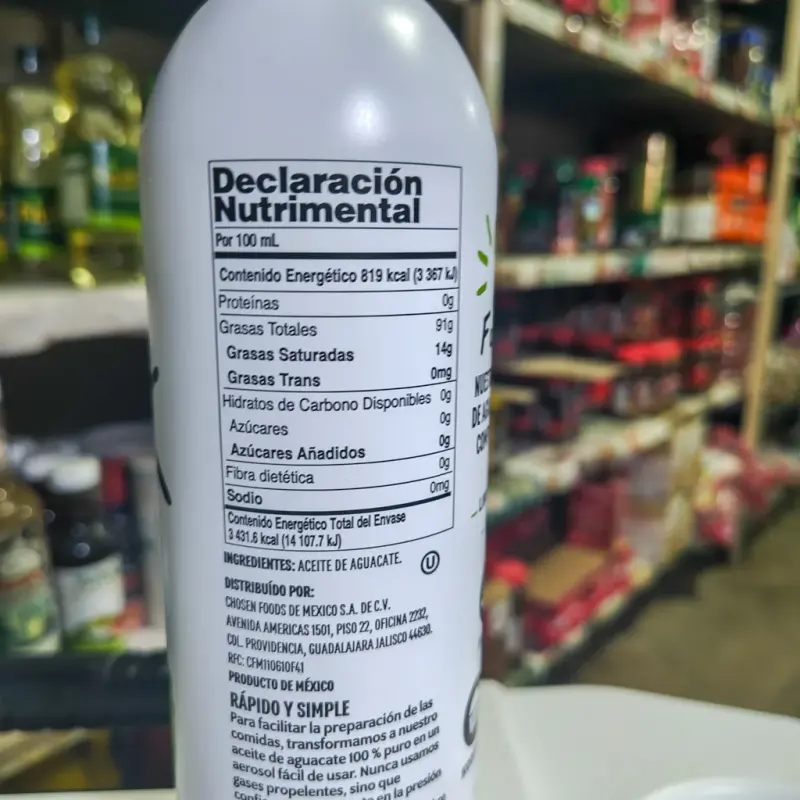 Declaración
Nutrimental
Por 100 mL
Contenido Energético 819 kcal (3 367 kJ)
Proteínas 0g
Grasas Totales 91g
Grasas Saturadas 14g
Grasas Trans 0mg
Hidratos de Carbono Disponibles 0g
Azúcares 0g
Azúcares Añadidos 0g
Fibra dietética 0g
Sodio 0mg
Contenido Energético Total del Envase
3 431.6 kcal (14 107.7 kJ)
INGREDIENTES: ACEITE DE AGUACATE.
U
DISTRIBUÍDO POR:
CHOSEN FOODS DE MEXICO S.A. DE C.V.
AVENIDA AMERICAS 1501, PISO 22, OFICINA 2232,
COL. PROVIDENCIA, GUADALAJARA JALISCO 44630.
RFC: CFM110610F41
PRODUCTO DE MÉXICO
RÁPIDO Y SIMPLE
Para facilitar la preparación de las
comidas, transformamos a nuestro
aceite de aguacate 100 % puro en un
aerosol fácil de usar. Nunca usamos
gases propelentes, sino que
en la presión